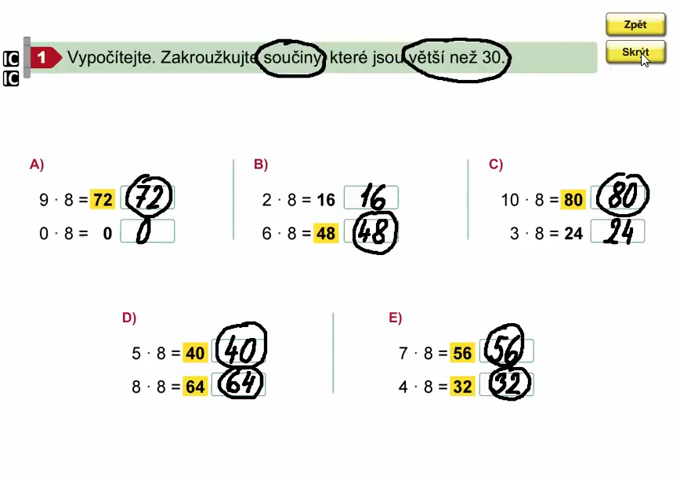 Zpět
1 Vypočítejte. Zakroužkujte součiny, které jsou větší než 30.
Skrýt
IC
IC
A) B) C)
9 · 8 = 72 72 2 · 8 = 16 16 10 · 8 = 80 80
0 · 8 = 0 0 6 · 8 = 48 48 3 · 8 = 24 24
D) E)
5 · 8 = 40 40 7 · 8 = 56 56
8 · 8 = 64 64 4 · 8 = 32 32